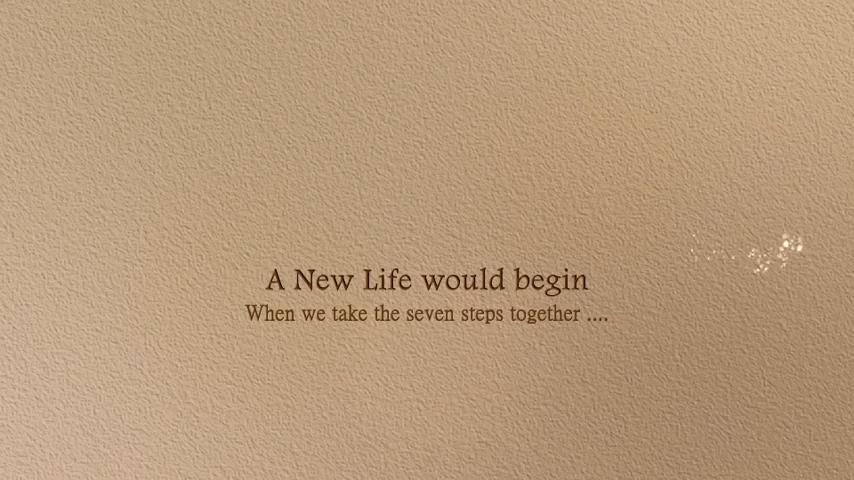 A New Life would begin
When we take the seven steps together ....